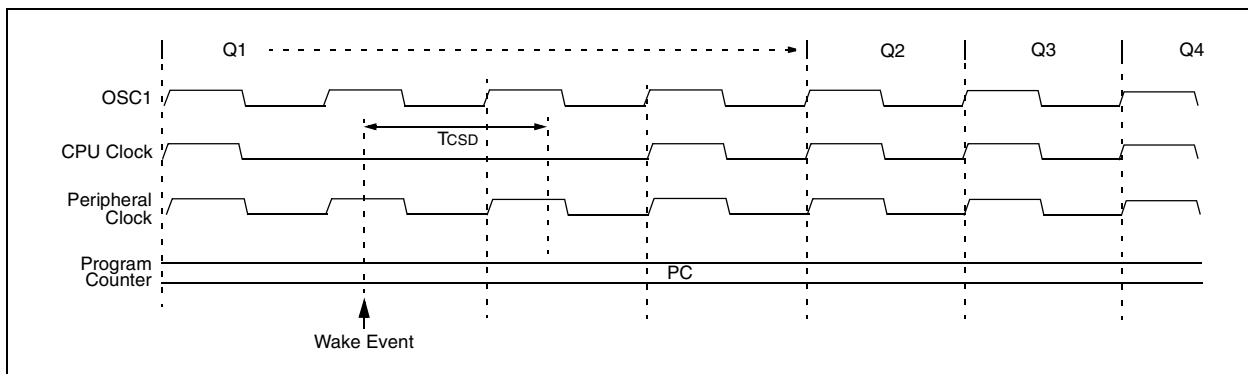 Q1 Q2 Q3 Q4
OSC1
TCSD
CPU Clock
Peripheral
Clock
Program
Counter
PC
Wake Event